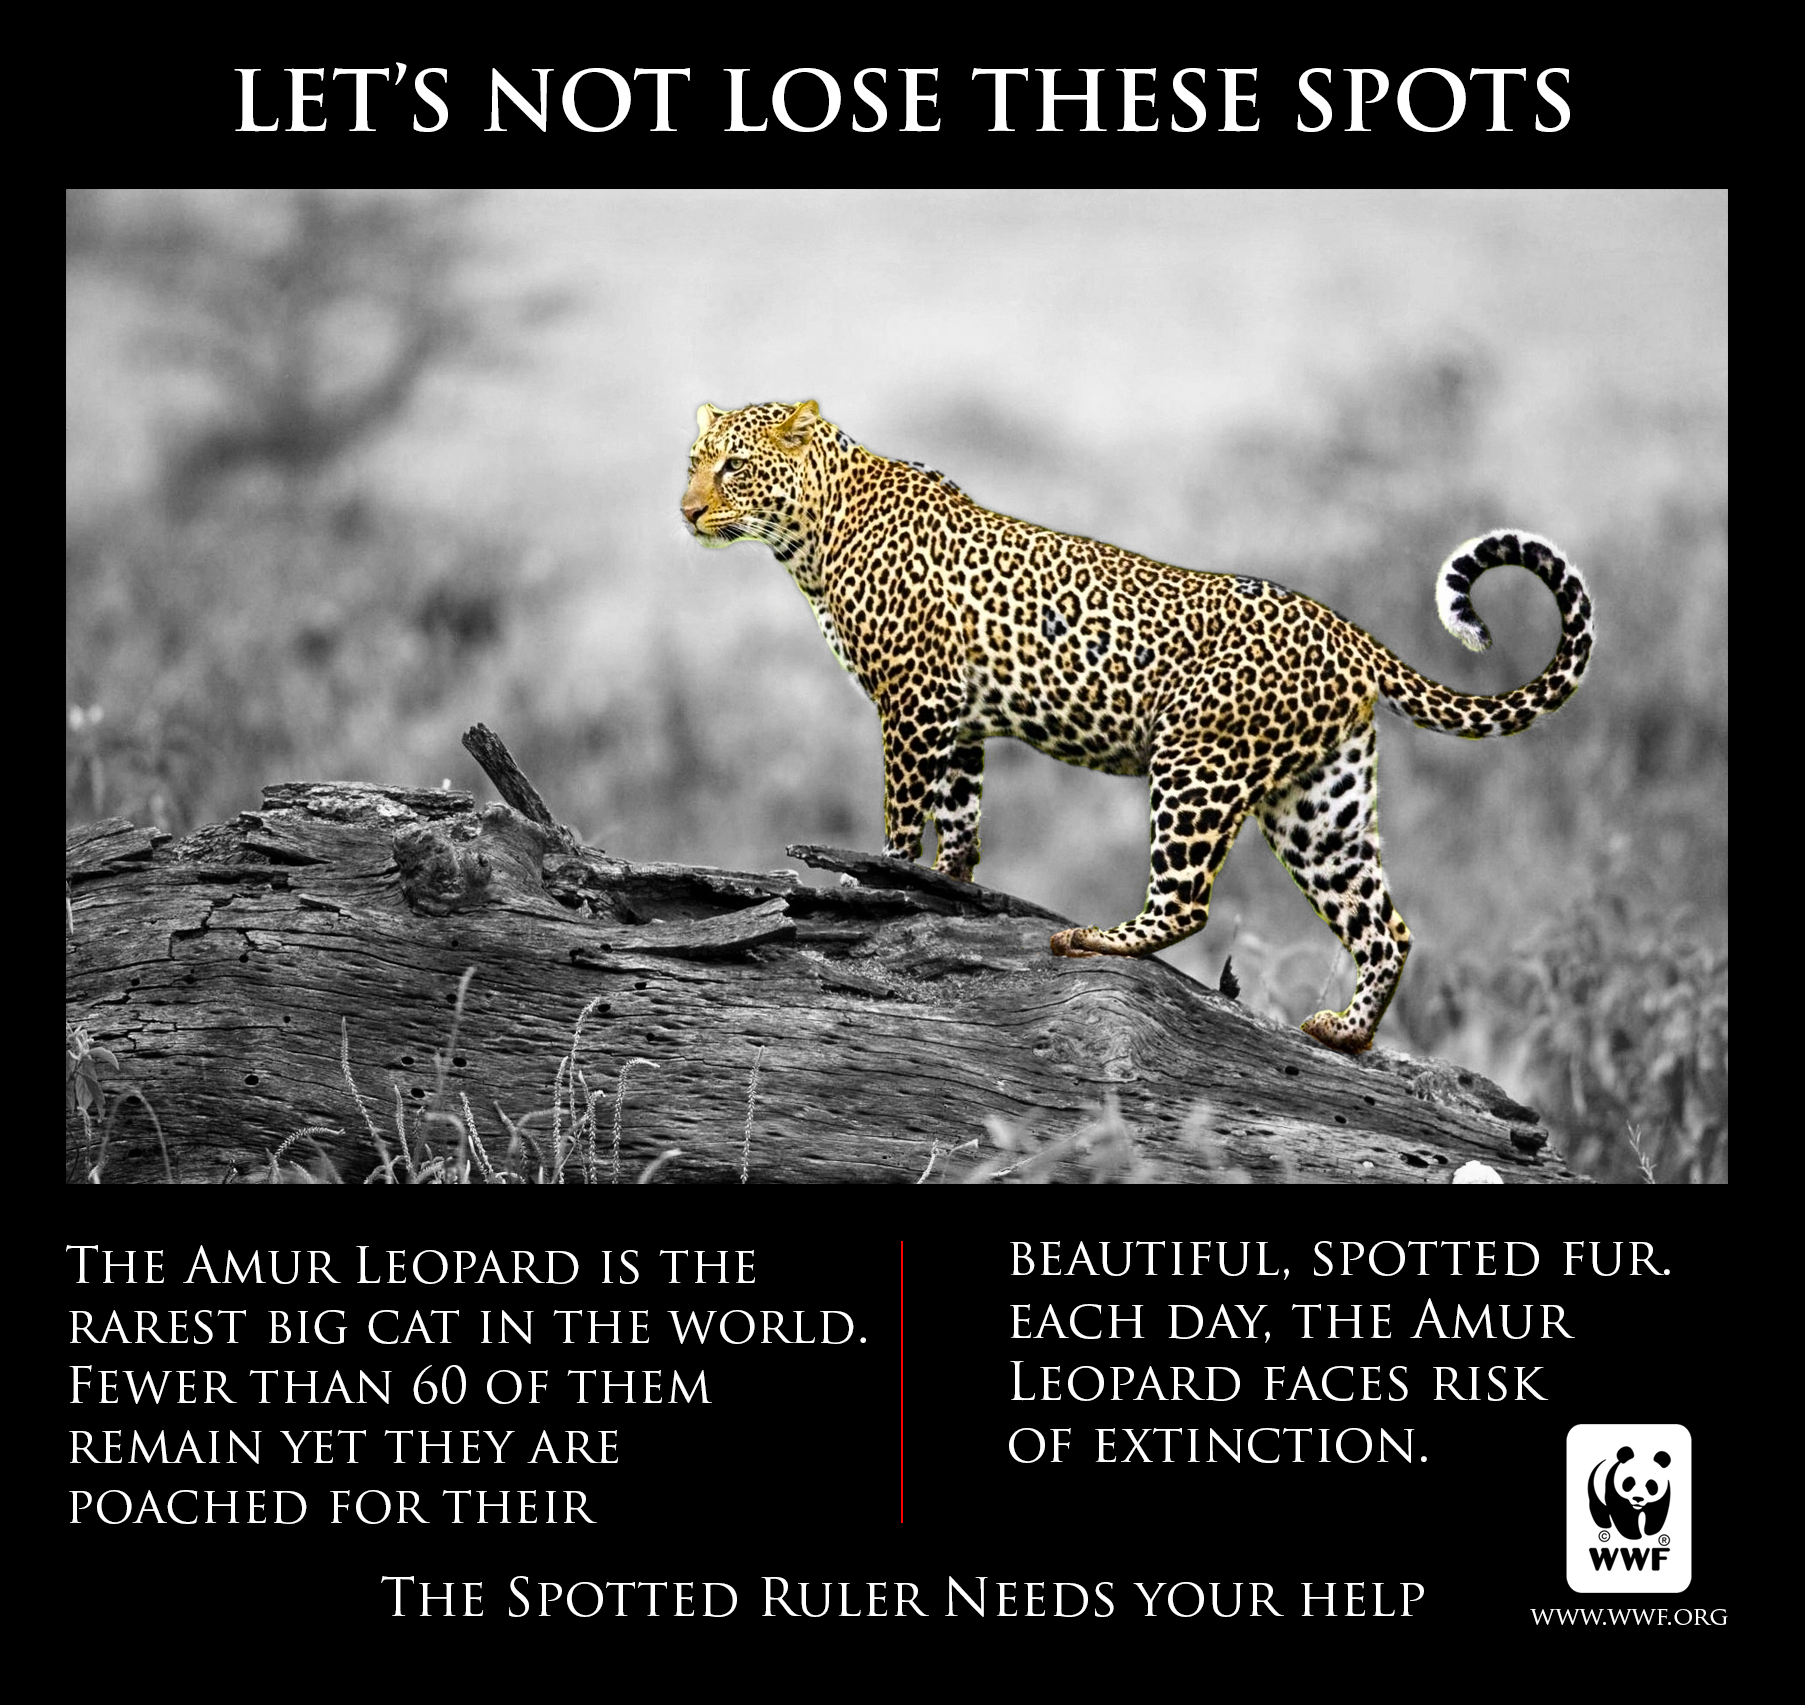 LET'S NOT LOSE THESE SPOTS
THE AMUR LEOPARD IS THE
RAREST BIG CAT IN THE WORLD.
FEWER THAN 60 OF THEM
REMAIN YET THEY ARE
POACHED FOR THEIR
BEAUTIFUL, SPOTTED FUR.
EACH DAY, THE AMUR
LEOPARD FACES RISK
OF EXTINCTION.
© ®
WWF
THE SPOTTED RULER NEEDS YOUR HELP
WWW.WWF.ORG